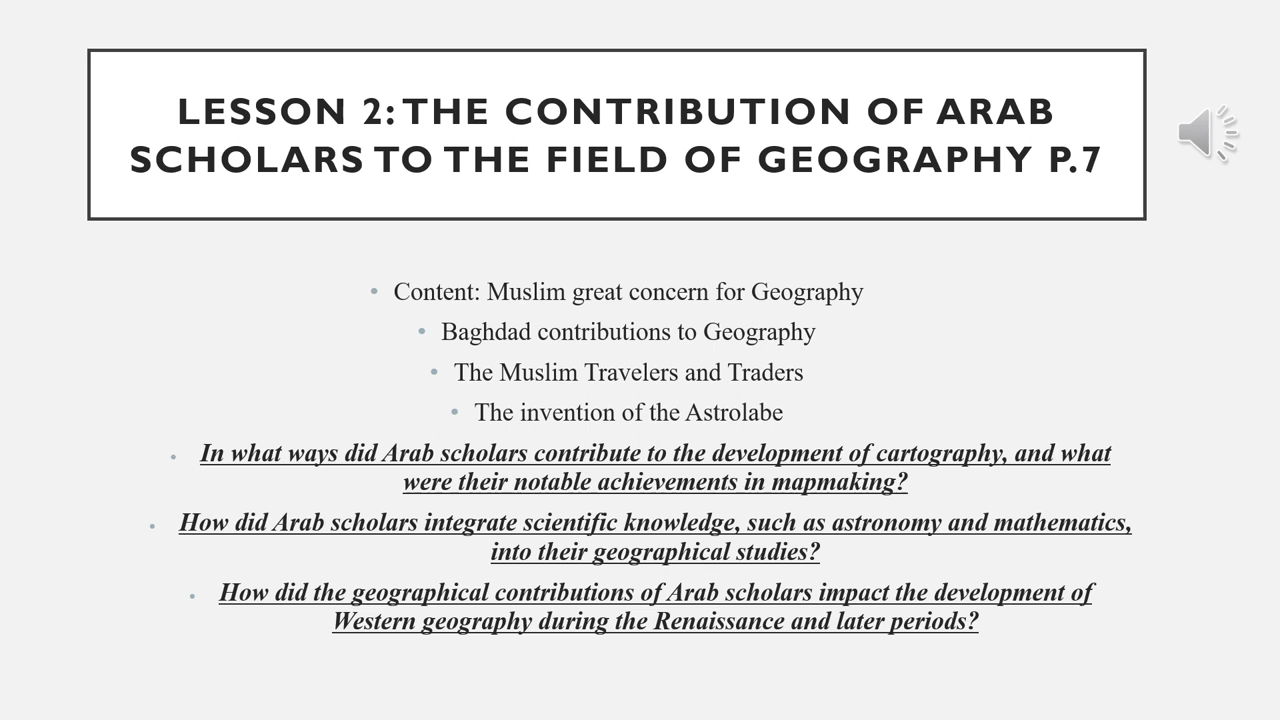 LESSON 2: THE CONTRIBUTION OF ARAB
SCHOLARS TO THE FIELD OF GEOGRAPHY P.7
• Content: Muslim great concern for Geography
• Baghdad contributions to Geography
• The Muslim Travelers and Traders
• The invention of the Astrolabe
• In what ways did Arab scholars contribute to the development of cartography, and what
were their notable achievements in mapmaking?
• How did Arab scholars integrate scientific knowledge, such as astronomy and mathematics,
into their geographical studies?
• How did the geographical contributions of Arab scholars impact the development of
Western geography during the Renaissance and later periods?